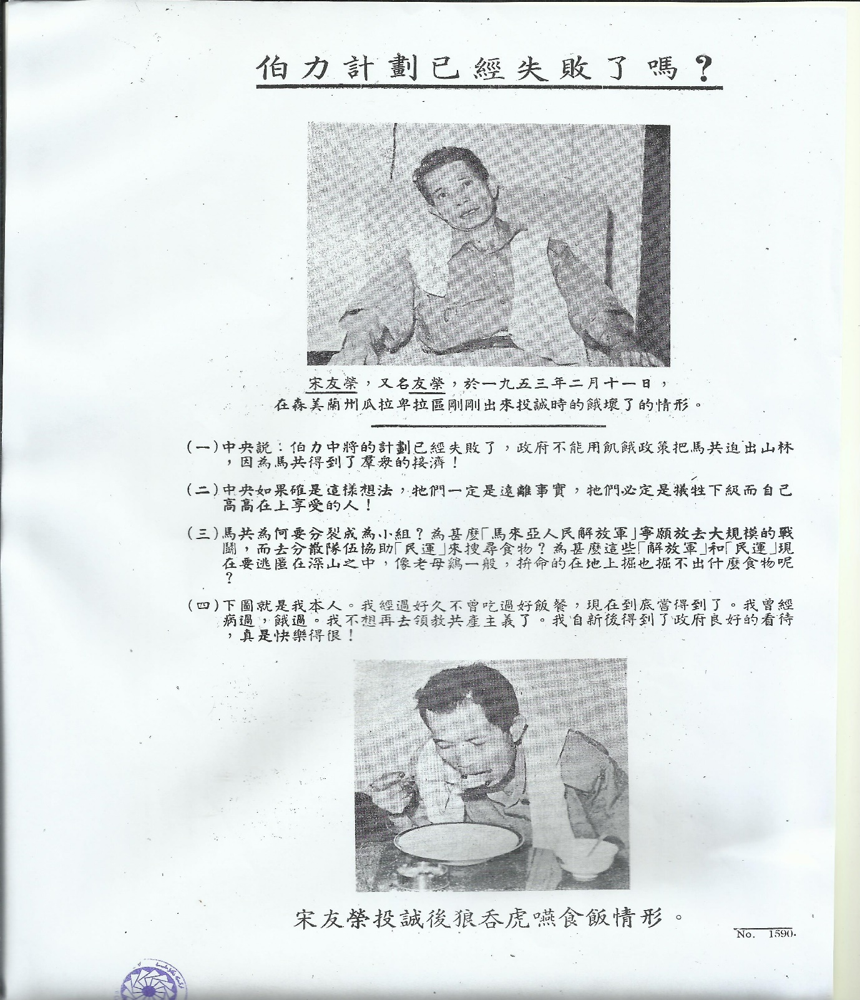 伯力計劃已經失敗了嗎？
宋友榮，又名友榮，於一九五三年二月十一日，
在森美蘭州瓜拉卑拉區剛剛出來投誠時的餓壞了的情形。
(一)中央説：伯力中將的計劃已經失敗了，政府不能用飢餓政策把馬共迫出山林
，因為馬共得到了羣衆的接濟！
(二)中央如果確是這樣想法，牠們一定是遠離事實，牠們必定是犧牲下級而自己
高高在上享受的人！
(三)馬共為何要分裂成為小組？為甚麼「馬來亞人民解放軍」寧願放去大規模的戰
鬭，而去分散隊伍協助「民運」來搜尋食物？為甚麼這些「解放軍」和「民運」現
在要逃匿在深山之中，像老母鷄一般，拚命的在地上掘也掘不出什麼食物呢
？
(四)下圖就是我本人。我經過好久不曾吃過好飯餐，現在到底嘗得到了。我曾經
病過，餓過。我不想再去領教共產主義了。我自新後得到了政府良好的看待
，真是快樂得很！
宋友榮投誠後狼吞虎嚥食飯情形。
No. 1590.